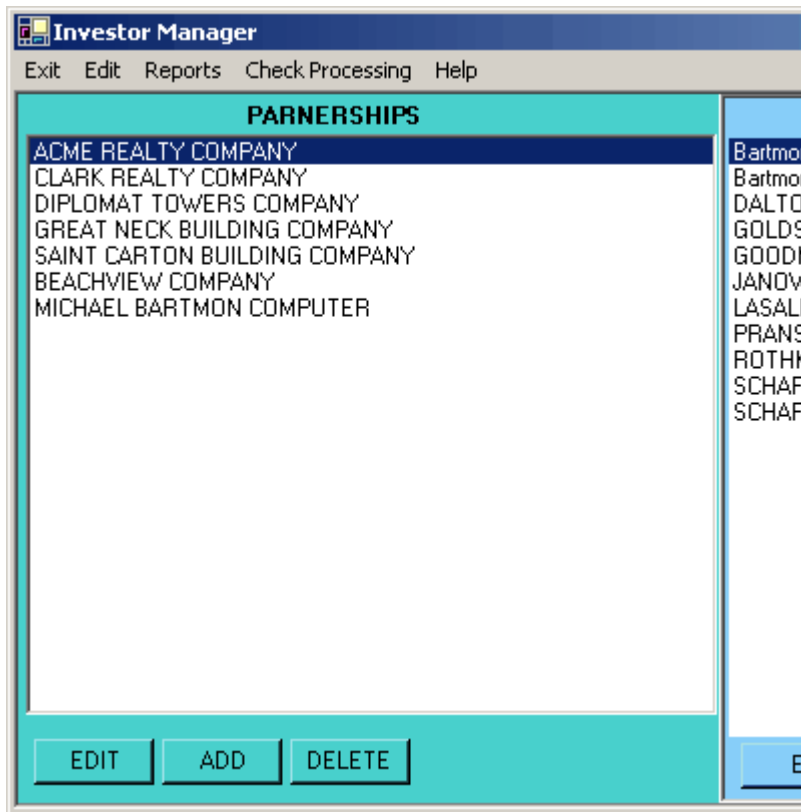 Investor Manager
Exit Edit Reports Check Processing Help
PARNERSHIPS
ACME REALTY COMPANY
CLARK REALTY COMPANY
DIPLOMAT TOWERS COMPANY
GREAT NECK BUILDING COMPANY
SAINT CARTON BUILDING COMPANY
BEACHVIEW COMPANY
MICHAEL BARTMON COMPUTER
EDIT ADD DELETE